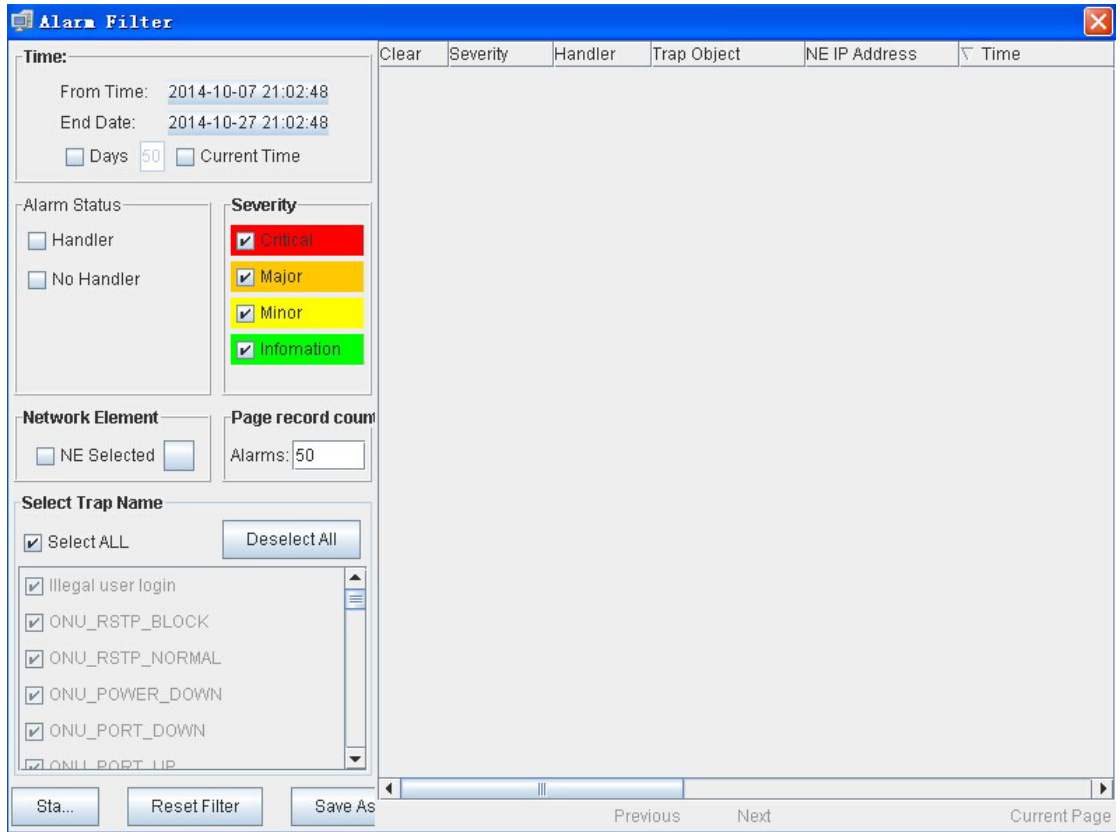 Alarm Filter
Clear Severity Handler Trap Object NE IP Address Time
Time:
From Time: 2014-10-07 21:02:48
End Date: 2014-10-27 21:02:48
Days 50 Current Time
Alarm Status
Handler
No Handler
Severity
Critical
Major
Minor
Infomation
Network Element
NE Selected
Page record count
Alarms: 50
Select Trap Name
Select ALL Deselect All
Illegal user login
ONU_RSTP_BLOCK
ONU_RSTP_NORMAL
ONU_POWER_DOWN
ONU_PORT_DOWN
ONU_PORT_UP
Sta... Reset Filter Save As
Previous Next Current Page